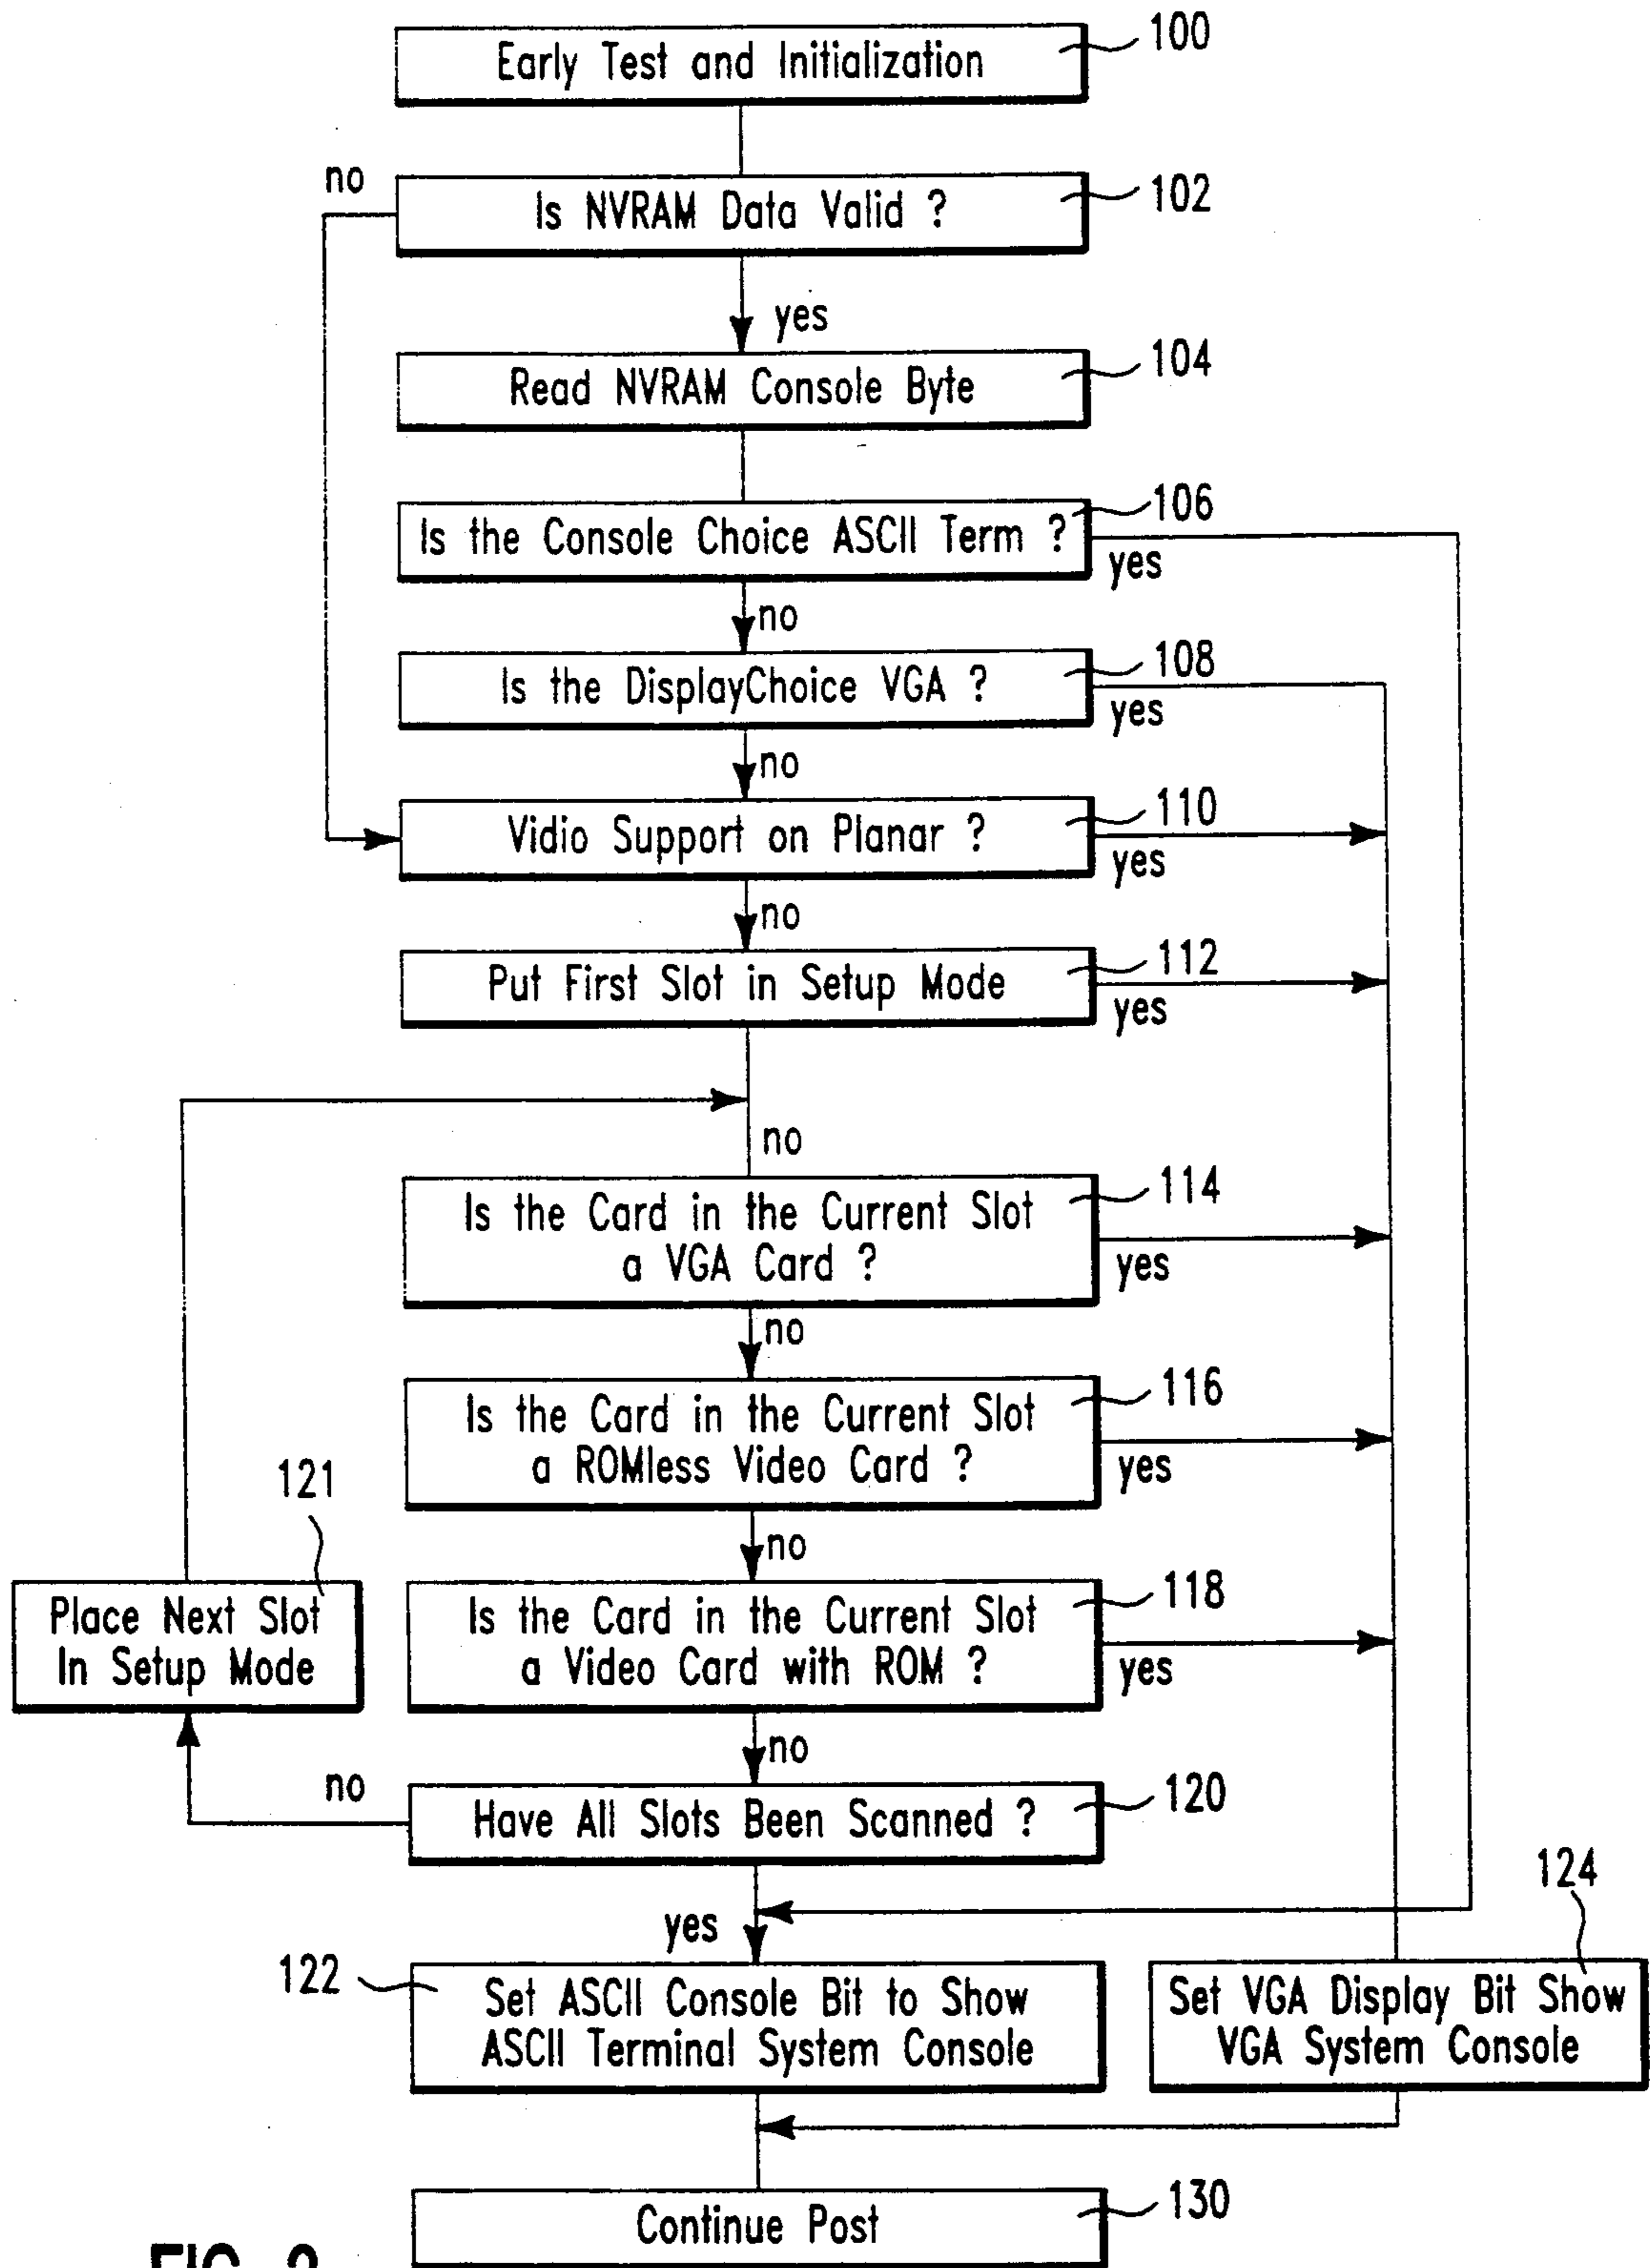 Early Test and Initialization
100
no
Is NVRAM Data Valid ?
102
yes
Read NVRAM Console Byte
104
Is the Console Choice ASCII Term ?
106
yes
no
Is the DisplayChoice VGA ?
108
yes
no
Vidio Support on Planar ?
110
yes
no
Put First Slot in Setup Mode
112
yes
no
Is the Card in the Current Slot
a VGA Card ?
114
yes
no
Is the Card in the Current Slot
a ROMless Video Card ?
116
yes
no
121
Place Next Slot
In Setup Mode
Is the Card in the Current Slot
a Video Card with ROM ?
118
yes
no
no
Have All Slots Been Scanned ?
120
yes
122
Set ASCII Console Bit to Show
ASCII Terminal System Console
124
Set VGA Display Bit Show
VGA System Console
Continue Post
130